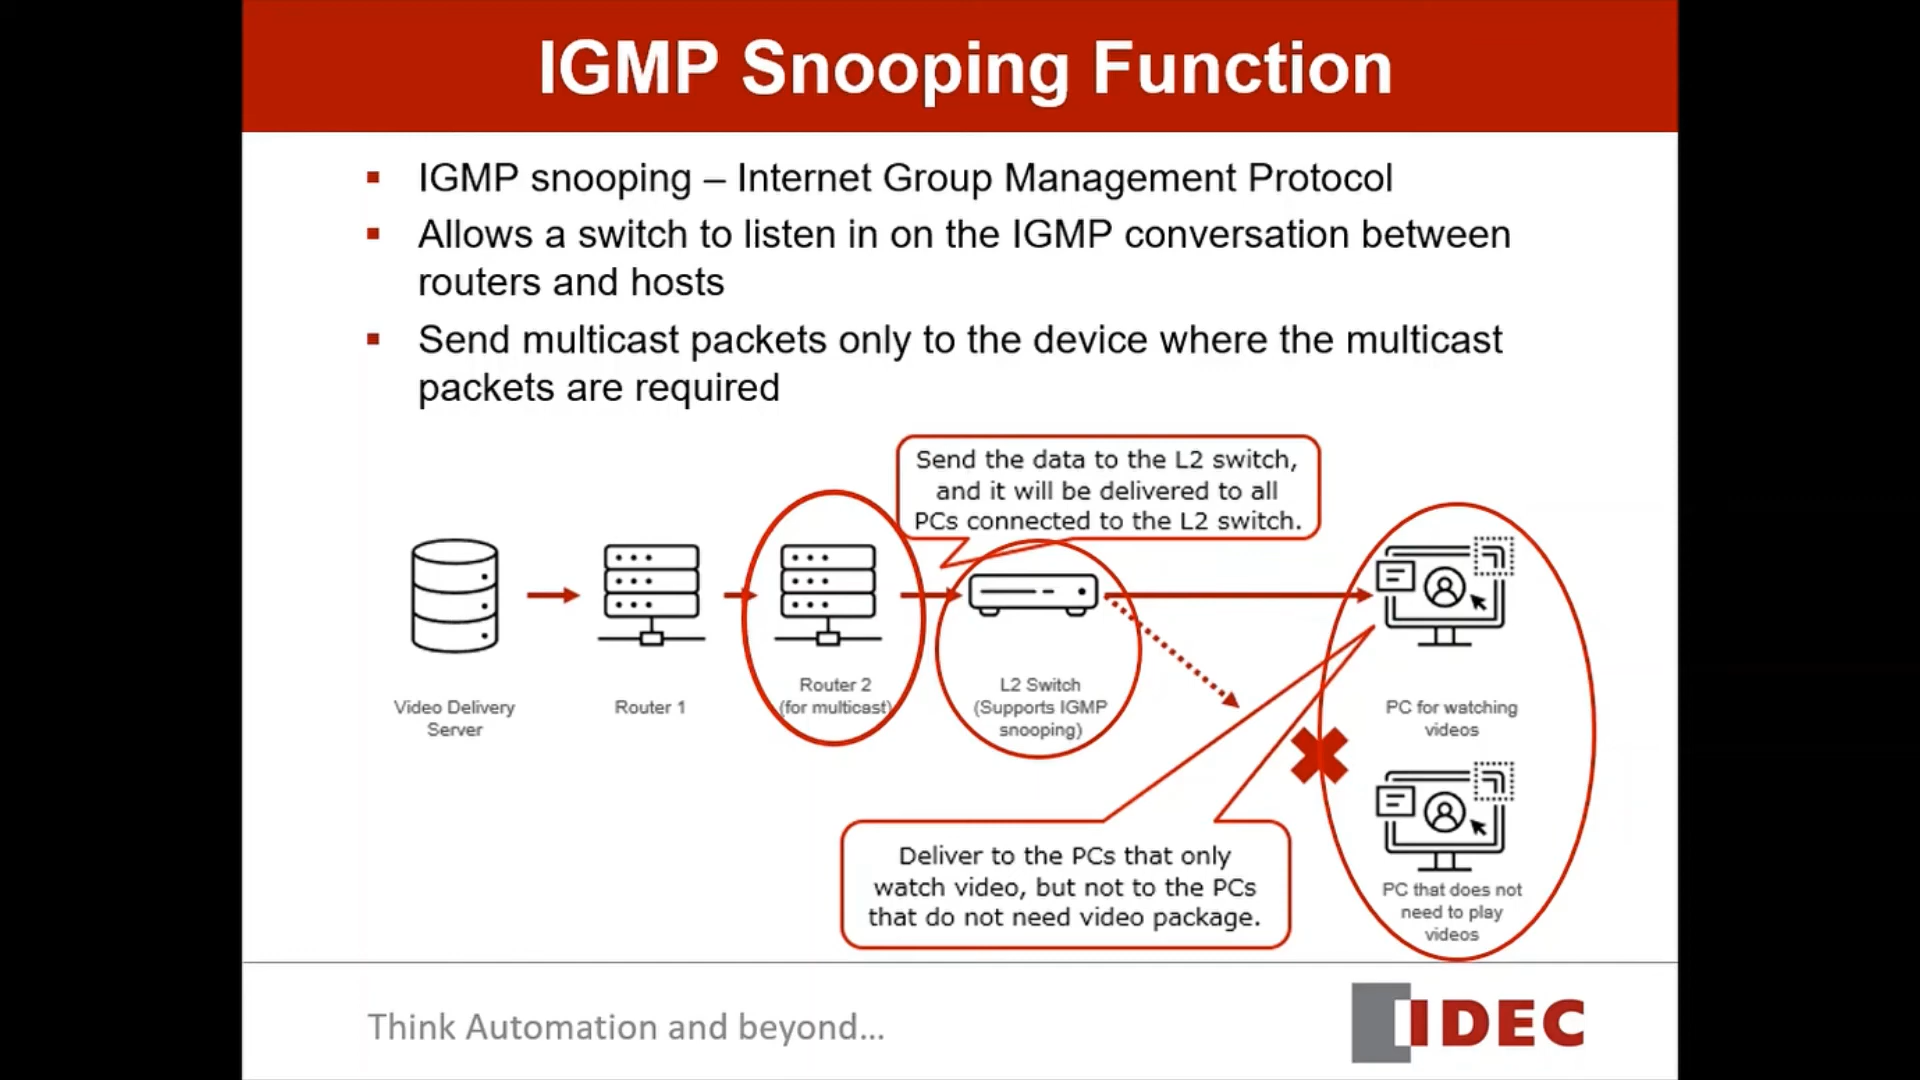 IGMP Snooping Function
IGMP snooping – Internet Group Management Protocol
Allows a switch to listen in on the IGMP conversation between
routers and hosts
Send multicast packets only to the device where the multicast
packets are required
Send the data to the L2 switch,
and it will be delivered to all
PCs connected to the L2 switch.
Video Delivery
Server
Router 1
Router 2
(for multicast)
L2 Switch
(Supports IGMP
snooping)
PC for watching
videos
Deliver to the PCs that only
watch video, but not to the PCs
that do not need video package.
PC that does not
need to play
videos
Think Automation and beyond...
IDEC